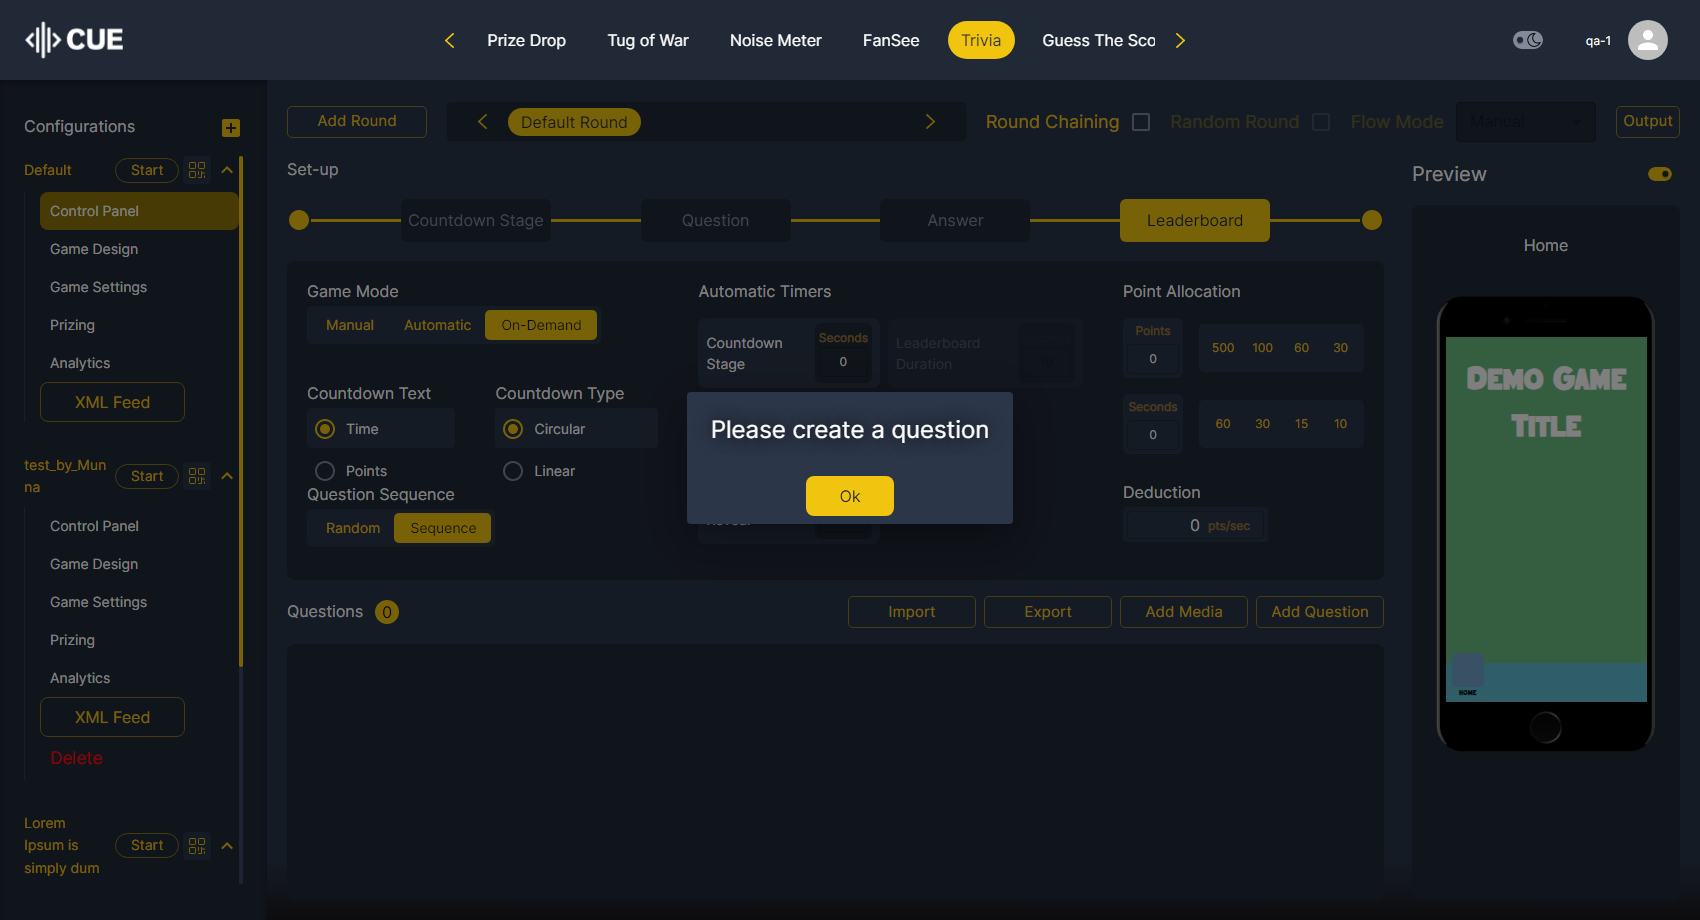 CUE
Prize Drop
Tug of War
Noise Meter
FanSee
Trivia
Guess The Sco
qa-1
Configurations
Default
Start
Control Panel
Game Design
Game Settings
Prizing
Analytics
XML Feed
test_by_Mun
na
Start
Control Panel
Game Design
Game Settings
Prizing
Analytics
XML Feed
Delete
Lorem
Ipsum is
simply dum
Start
Add Round
Default Round
Round Chaining
Random Round
Flow Mode
Manual
Output
Set-up
Countdown Stage
Question
Answer
Leaderboard
Game Mode
Manual
Automatic
On-Demand
Countdown Text
Time
Points
Countdown Type
Circular
Linear
Question Sequence
Random
Sequence
Automatic Timers
Countdown
Stage
Seconds
0
Leaderboard
Duration
Point Allocation
Points
0
500
100
60
30
Seconds
0
60
30
15
10
Deduction
0 pts/sec
Please create a question
Ok
Questions
0
Import
Export
Add Media
Add Question
Preview
Home
DEMO GAME
TITLE
HOME